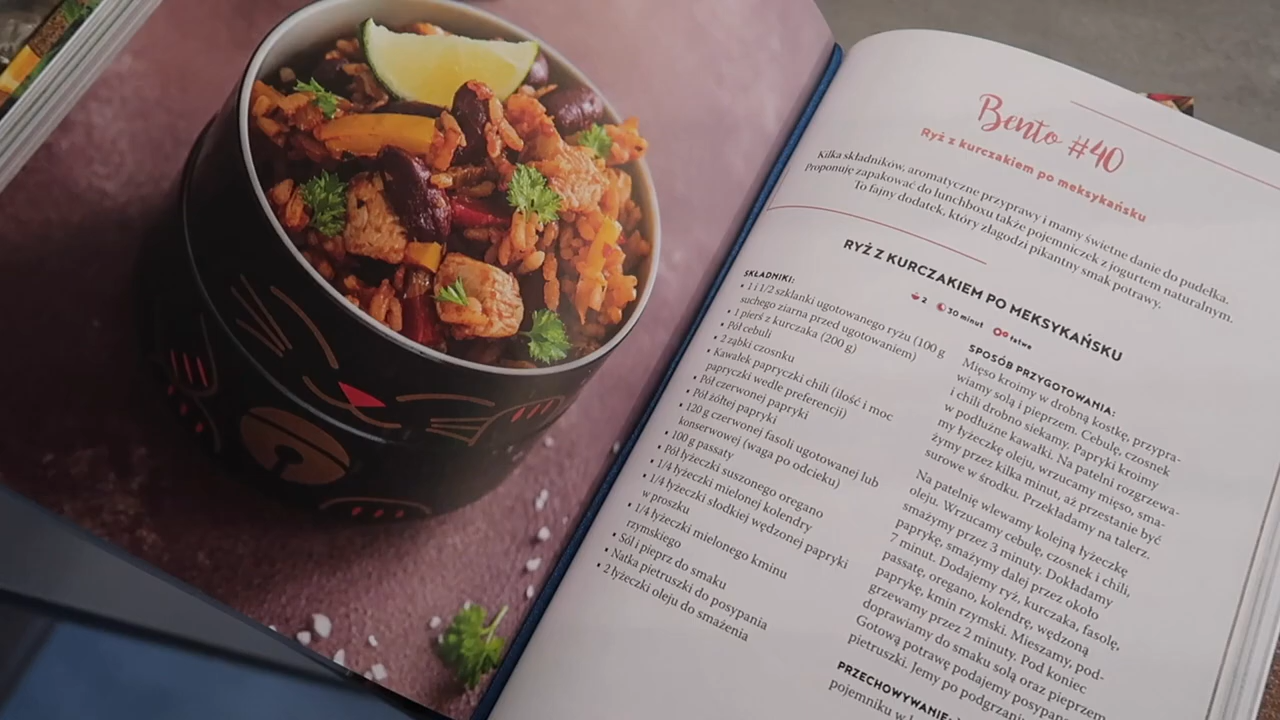 Bento #40
Ryż z kurczakiem po meksykańsku
Kilka składników, aromatyczne przyprawy i mamy świetne danie do pudełka.
Proponuję zapakować do lunchboxu także pojemniczek z jogurtem naturalnym.
To fajny dodatek, który złagodzi pikantny smak potrawy.
RYŻ Z KURCZAKIEM PO MEKSYKAŃSKU
2 30 minut łatwe
SKŁADNIKI:
• 1 i 1/2 szklanki ugotowanego ryżu (100 g
suchego ziarna przed ugotowaniem)
• 1 pierś z kurczaka (200 g)
• Pół cebuli
• 2 ząbki czosnku
• Kawałek papryczki chili (ilość i moc
papryczki wedle preferencji)
• Pół czerwonej papryki
• Pół żółtej papryki
• 120 g czerwonej fasoli ugotowanej lub
konserwowej (waga po odcieku)
• 100 g passaty
• Pół łyżeczki suszonego oregano
• 1/4 łyżeczki mielonej kolendry
• 1/4 łyżeczki słodkiej wędzonej papryki
w proszku
• 1/4 łyżeczki mielonego kminu
rzymskiego
• Sól i pieprz do smaku
• Natka pietruszki do posypania
• 2 łyżeczki oleju do smażenia
SPOSÓB PRZYGOTOWANIA:
Mięso kroimy w drobną kostkę, przypra-
wiamy solą i pieprzem. Cebulę, czosnek
i chili drobno siekamy. Papryki kroimy
w podłużne kawałki. Na patelni rozgrzewa-
my łyżeczkę oleju, wrzucamy mięso, sma-
żymy przez kilka minut, aż przestanie być
surowe w środku. Przekładamy na talerz.
Na patelnię wlewamy kolejną łyżeczkę
oleju. Wrzucamy cebulę, czosnek i chili,
smażymy przez 3 minuty. Dokładamy
paprykę, smażymy dalej przez około
7 minut. Dodajemy ryż, kurczaka, fasolę,
passatę, oregano, kolendrę, wędzoną
paprykę, kmin rzymski. Mieszamy, pod-
grzewamy przez 2 minuty. Pod koniec
doprawiamy do smaku solą oraz pieprzem.
Gotową potrawę podajemy posypaną
pietruszki. Jemy po podgrzaniu
PRZECHOWYWANIE:
pojemniku w